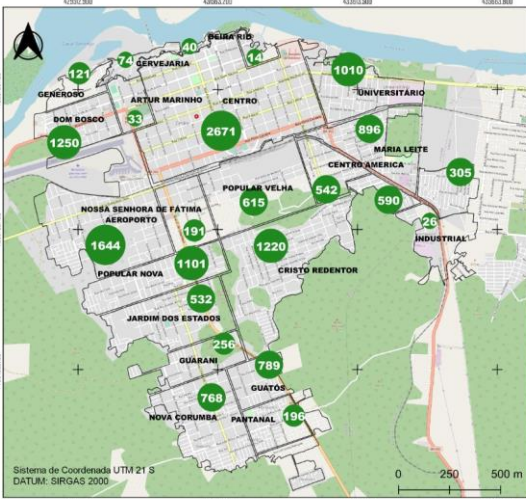 BEIRA RIO
40
74
14
CERVEJARIA
121
1010
GENEROSO
ARTUR MARINHO
CENTRO
UNIVERSITÁRIO
DOM BOSCO
33
1250
2671
896
MARIA LEITE
CENTRO AMERICA
305
POPULAR VELHA
542
615
590
NOSSA SENHORA DE FÁTIMA
AEROPORTO
26
191
INDUSTRIAL
1644
1220
1101
CRISTO REDENTOR
POPULAR NOVA
532
JARDIM DOS ESTADOS
256
GUARANI
789
GUATÓS
768
NOVA CORUMBA
PANTANAL
196
Sistema de Coordenada UTM 21 S
DATUM: SIRGAS 2000
0 250 500 m